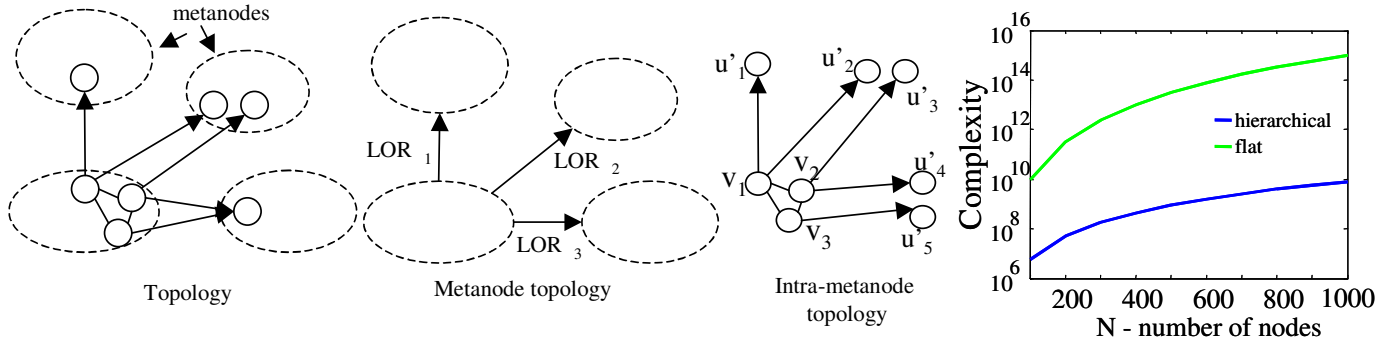 metanodes
Topology
LOR 1
LOR 2
LOR 3
Metanode topology
u'1
u'2
u'3
v1
v2
u'4
v3
u'5
Intra-metanode
topology
Complexity
10^16
10^14
10^12
10^10
10^8
10^6
hierarchical
flat
200 400 600 800 1000
N - number of nodes